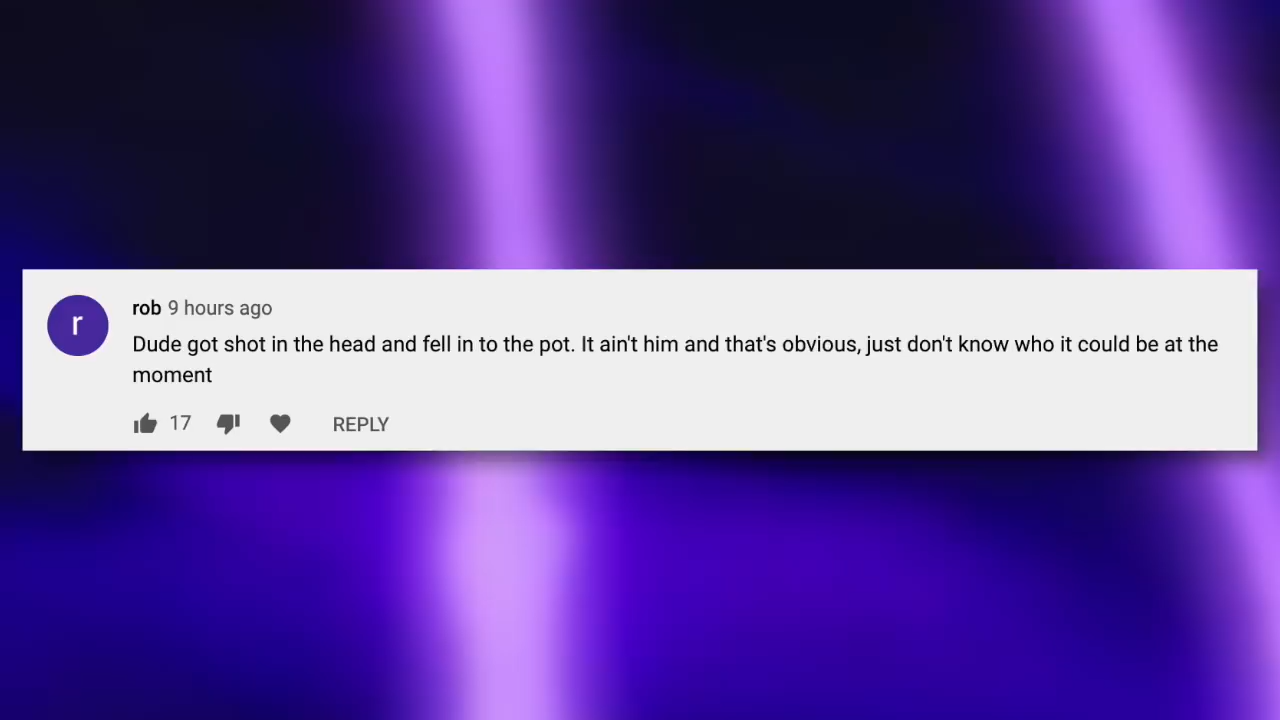 r
rob 9 hours ago
Dude got shot in the head and fell in to the pot. It ain't him and that's obvious, just don't know who it could be at the
moment
17 REPLY